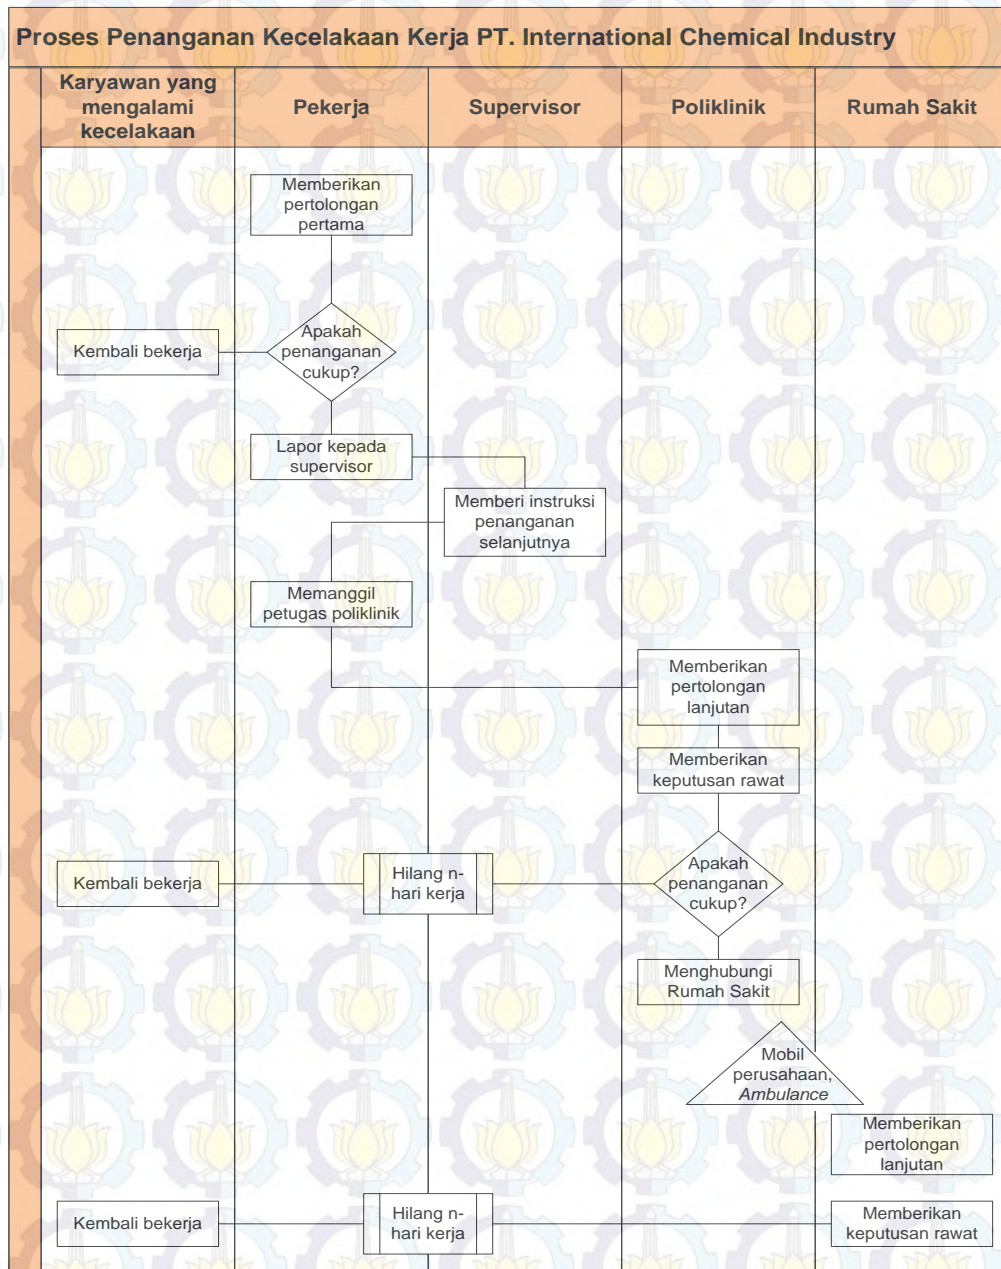 Proses Penanganan Kecelakaan Kerja PT. International Chemical Industry
Karyawan yang
mengalami
kecelakaan
Pekerja
Supervisor
Poliklinik
Rumah Sakit
Memberikan
pertolongan
pertama
Apakah
penanganan
cukup?
Kembali bekerja
Lapor kepada
supervisor
Memberi instruksi
penanganan
selanjutnya
Memanggil
petugas poliklinik
Memberikan
pertolongan
lanjutan
Memberikan
keputusan rawat
Apakah
penanganan
cukup?
Hilang n-
hari kerja
Kembali bekerja
Menghubungi
Rumah Sakit
Mobil
perusahaan,
Ambulance
Memberikan
pertolongan
lanjutan
Memberikan
keputusan rawat
Hilang n-
hari kerja
Kembali bekerja